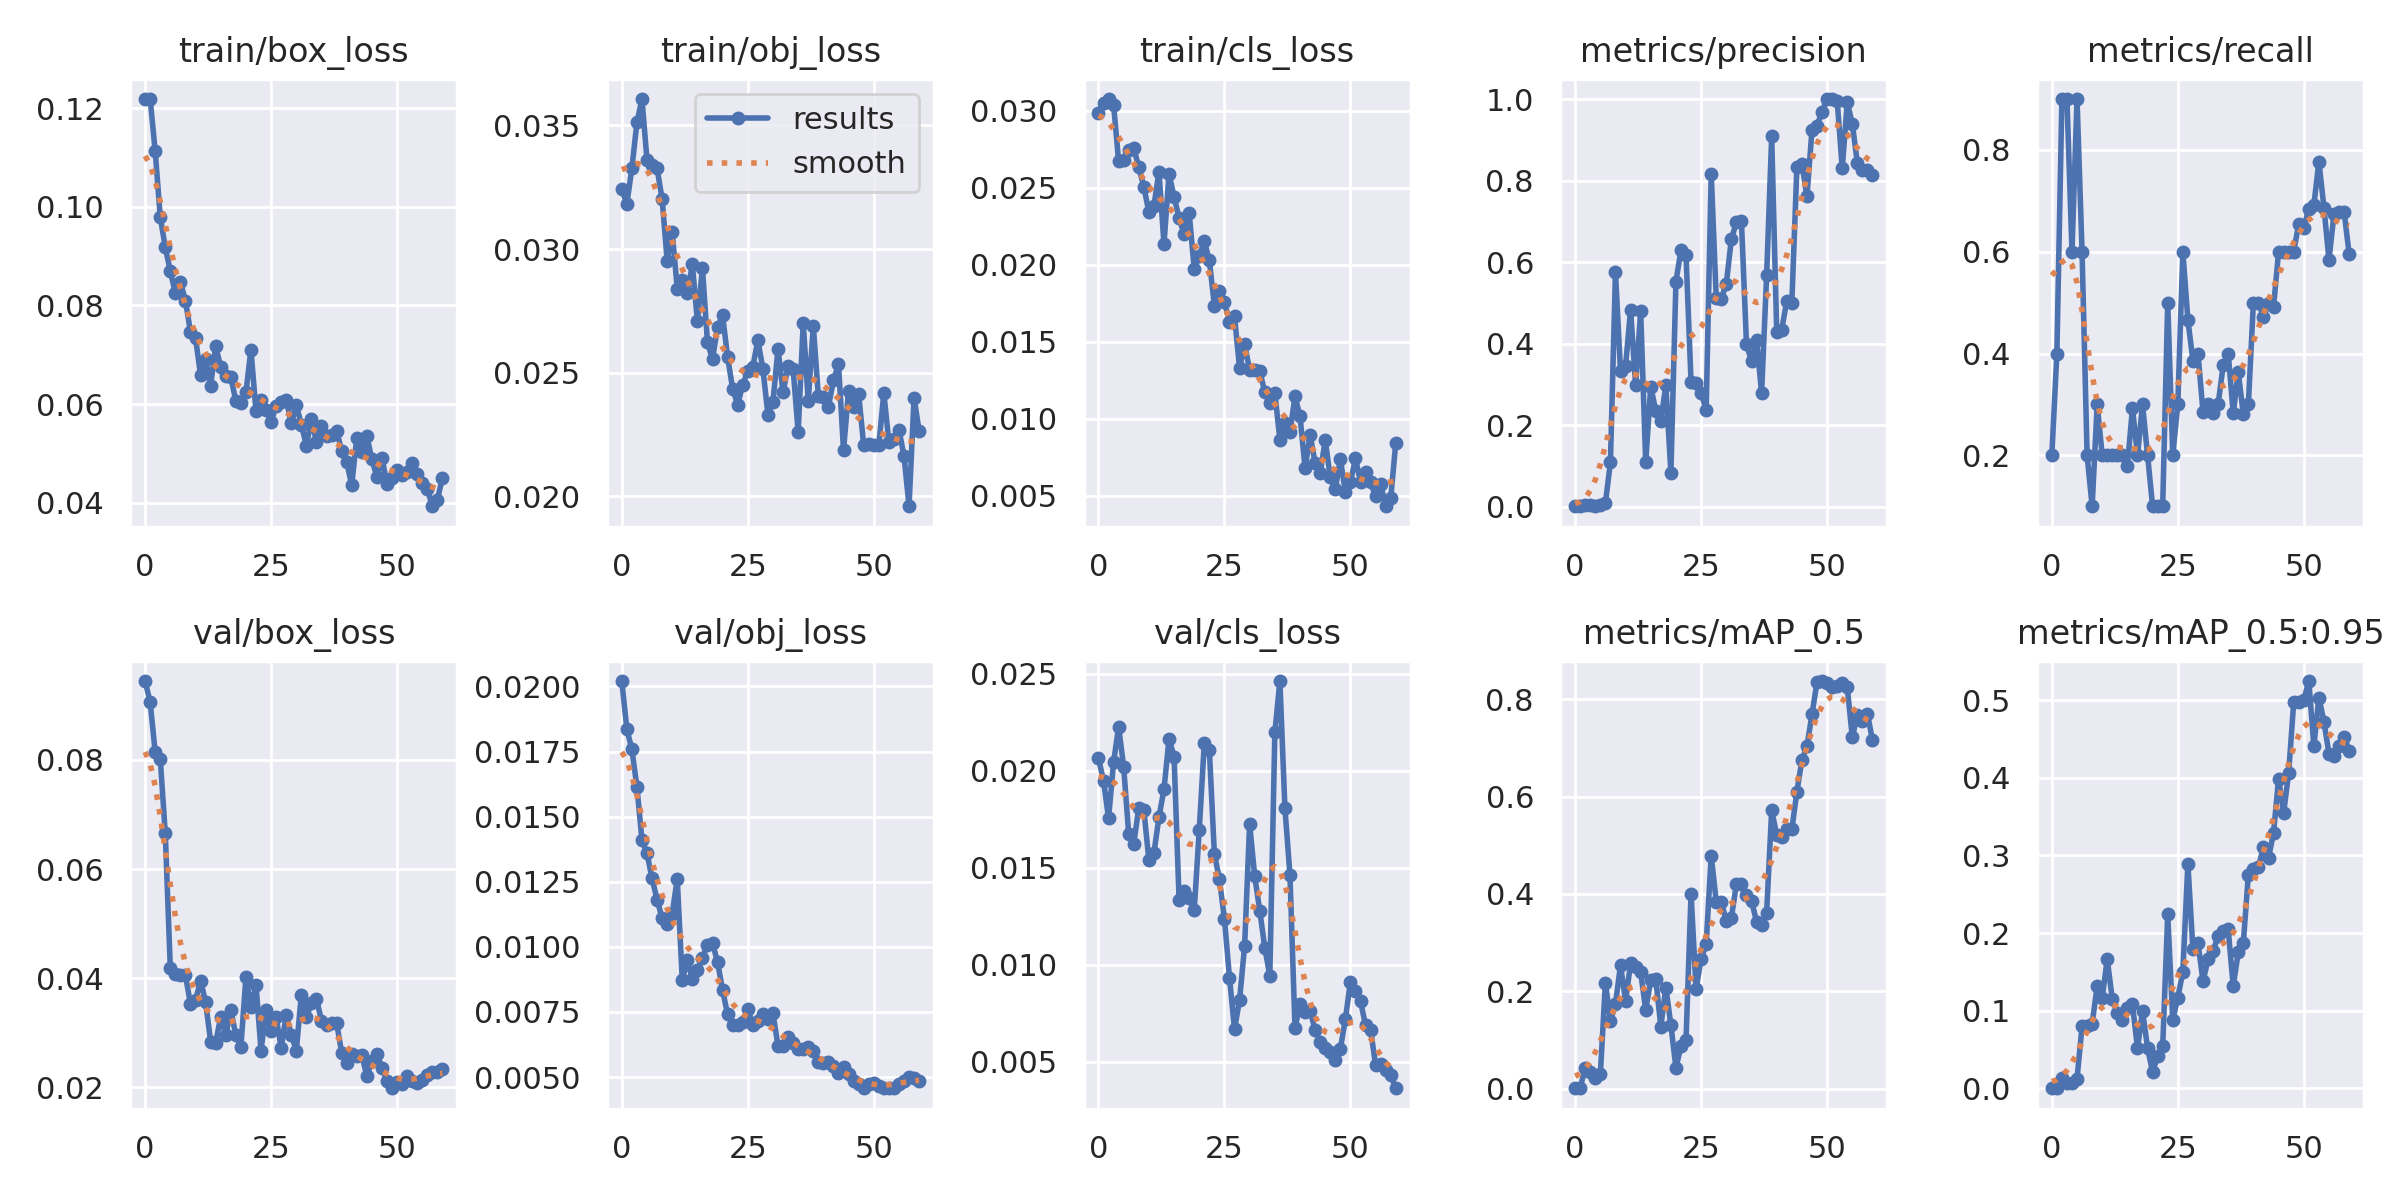 train/box_loss
0.12
0.10
0.08
0.06
0.04
0 25 50
train/obj_loss
results
smooth
0.035
0.030
0.025
0.020
0 25 50
train/cls_loss
0.030
0.025
0.020
0.015
0.010
0.005
0 25 50
metrics/precision
1.0
0.8
0.6
0.4
0.2
0.0
0 25 50
metrics/recall
0.8
0.6
0.4
0.2
0 25 50
val/box_loss
0.08
0.06
0.04
0.02
0 25 50
val/obj_loss
0.0200
0.0175
0.0150
0.0125
0.0100
0.0075
0.0050
0 25 50
val/cls_loss
0.025
0.020
0.015
0.010
0.005
0 25 50
metrics/mAP_0.5
0.8
0.6
0.4
0.2
0.0
0 25 50
metrics/mAP_0.5:0.95
0.5
0.4
0.3
0.2
0.1
0.0
0 25 50